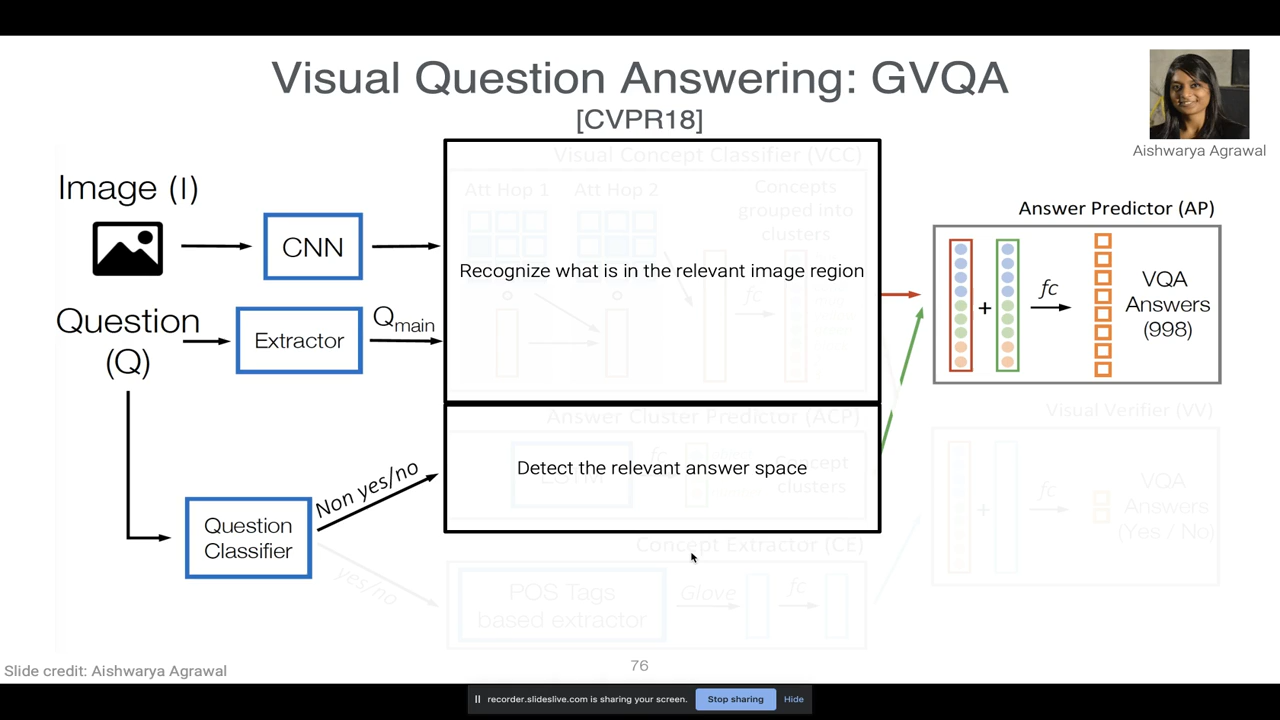 Visual Question Answering: GVQA
[CVPR18]
Aishwarya Agrawal
Image (I)
CNN
Question
(Q)
Extractor
Qmain
Question
Classifier
Non yes/no
yes/no
Visual Concept Classifier (VCC)
Att Hop 1
Att Hop 2
Concepts
grouped into
clusters
fc
Recognize what is in the relevant image region
Answer Cluster Predictor (ACP)
LSTM
fc
Concept
clusters
Detect the relevant answer space
Concept Extractor (CE)
POS Tags
based extractor
Glove
fc
Answer Predictor (AP)
+
fc
VQA
Answers
(998)
Visual Verifier (VV)
+
fc
VQA
Answers
(Yes / No)
Slide credit: Aishwarya Agrawal
76
recorder.slideslive.com is sharing your screen.
Stop sharing
Hide